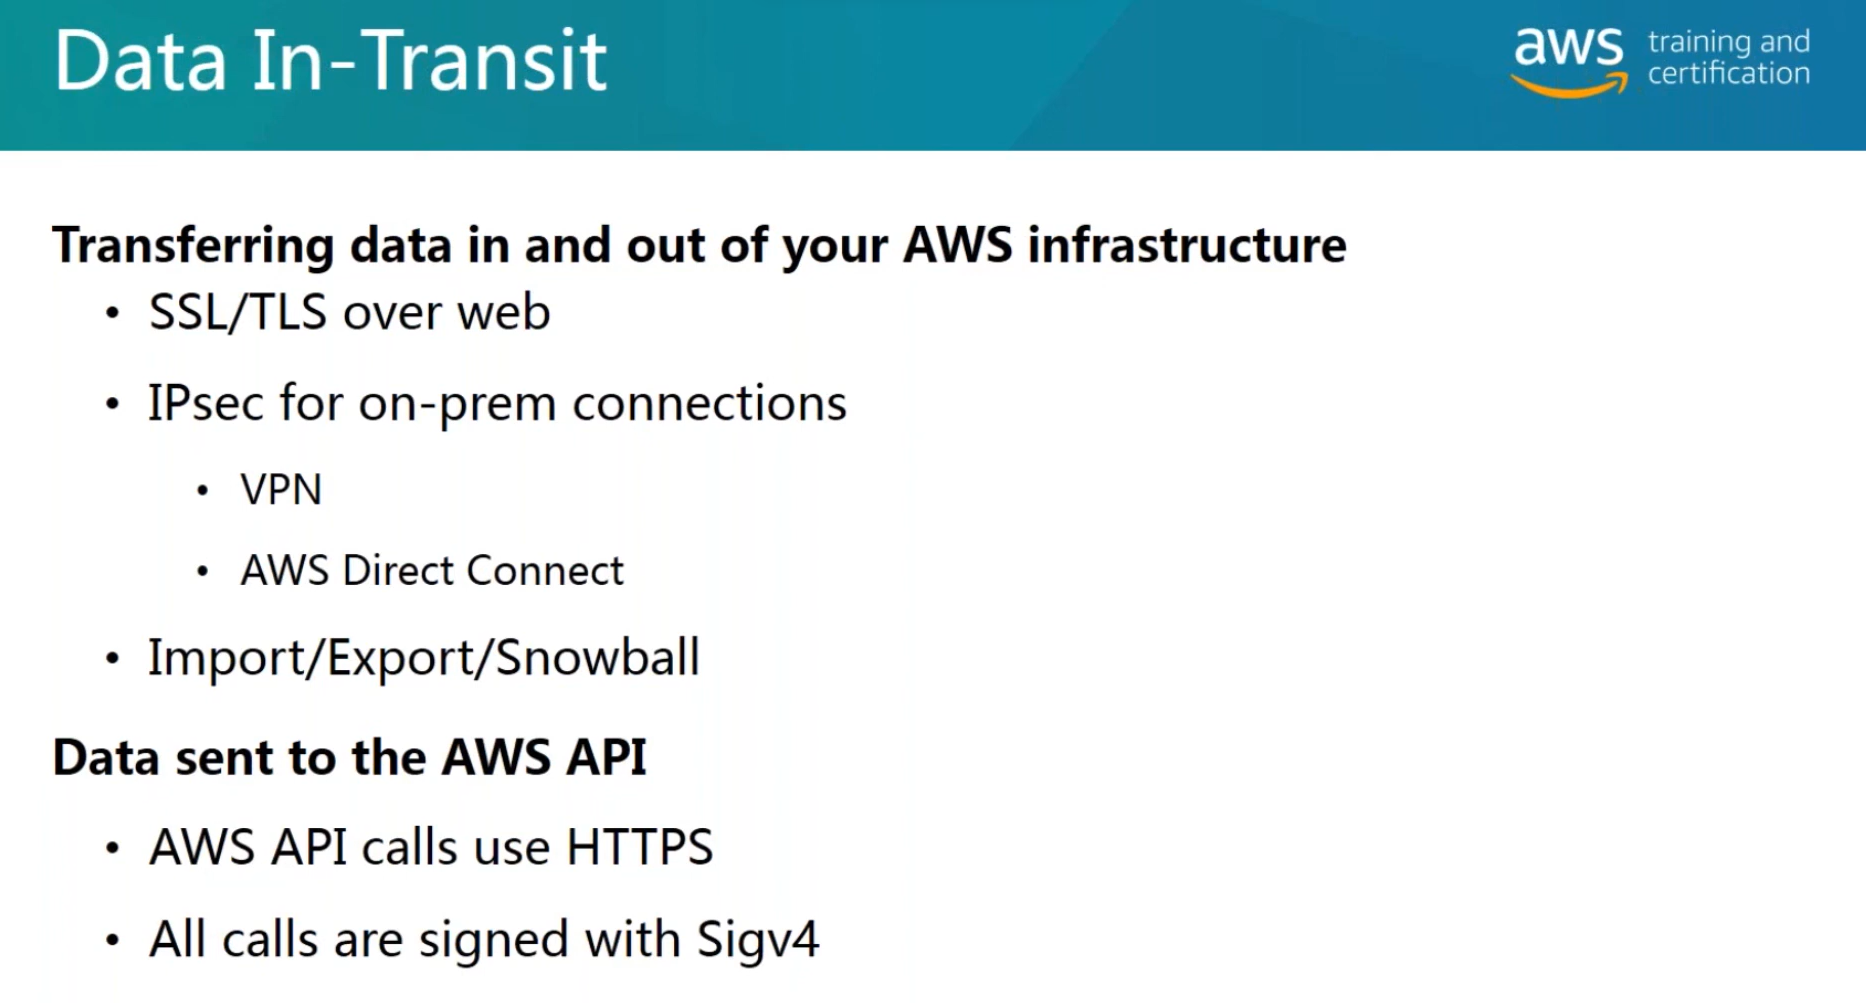 Data In-Transit
aws training and
certification
Transferring data in and out of your AWS infrastructure
• SSL/TLS over web
• IPsec for on-prem connections
• VPN
• AWS Direct Connect
• Import/Export/Snowball
Data sent to the AWS API
• AWS API calls use HTTPS
• All calls are signed with Sigv4